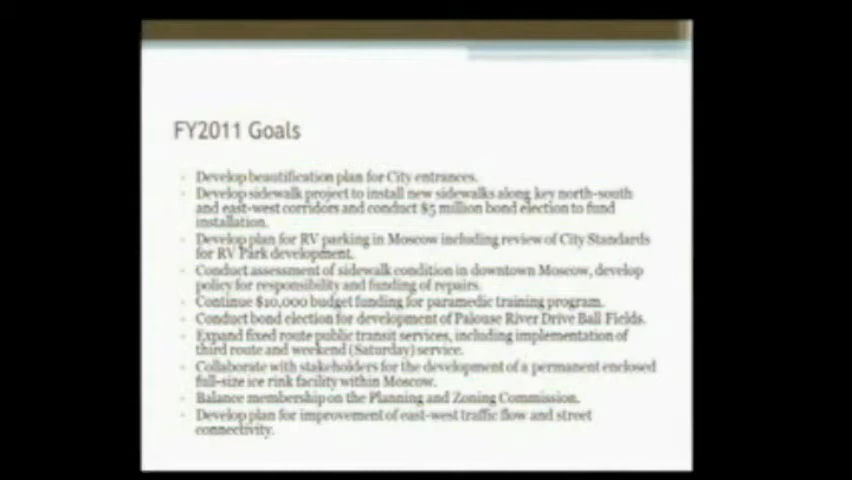 FY2011 Goals
Develop beautification plan for City entrances.
Develop sidewalk project to install new sidewalks along key north-south
and east-west corridors and conduct $5 million bond election to fund
installation.
Develop plan for RV parking in Moscow including review of City Standards
for RV Park development.
Conduct assessment of sidewalk condition in downtown Moscow, develop
policy for responsibility and funding of repairs.
Continue $10,000 budget funding for paramedic training program.
Conduct bond election for development of Palouse River Drive Ball Fields.
Expand fixed route public transit services, including implementation of
third route and weekend (Saturday) service.
Collaborate with stakeholders for the development of a permanent enclosed
full-size ice rink facility within Moscow.
Balance membership on the Planning and Zoning Commission.
Develop plan for improvement of east-west traffic flow and street
connectivity.